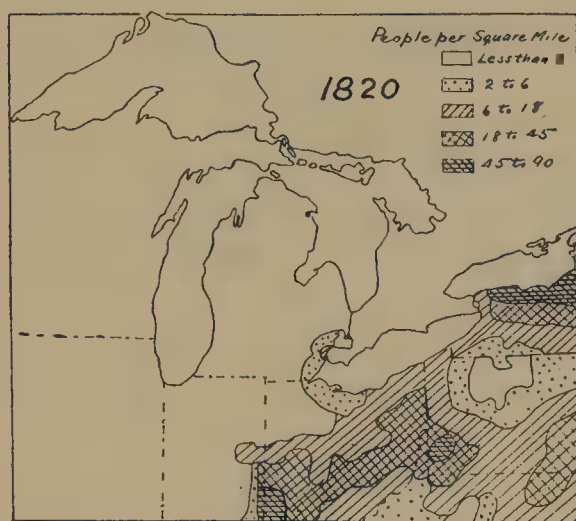 People per Square Mile
1820
Less than
2 to 6
6 to 18
18 to 45
45 to 90